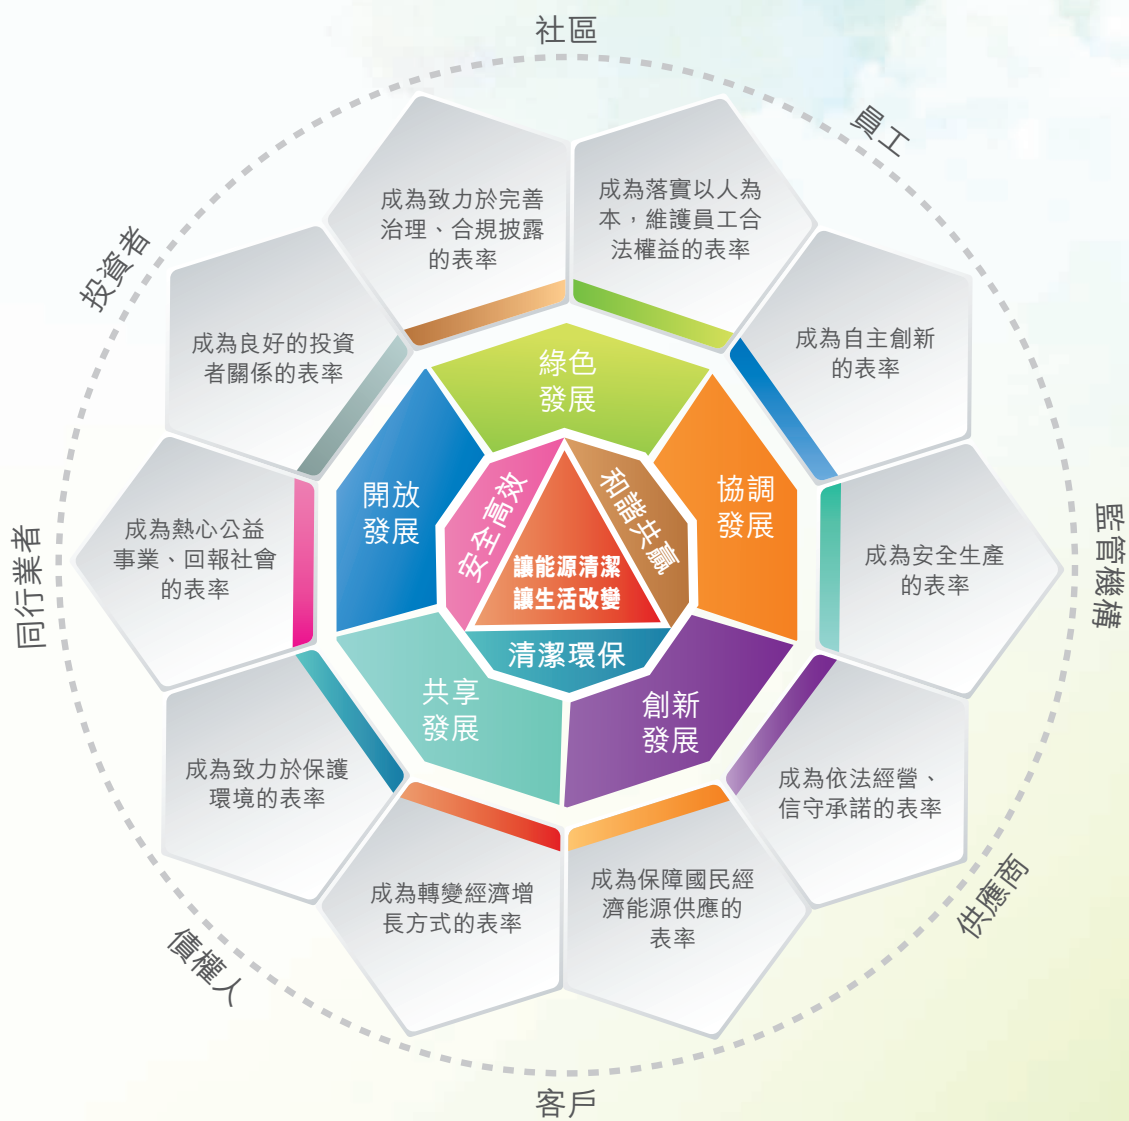 社區
員工
投資者
成為致力於完善
治理、合規披露
的表率
成為落實以人為
本，維護員工合
法權益的表率
成為良好的投資
者關係的表率
成為自主創新
的表率
綠色
發展
開放
發展
協調
發展
安全高效
和諧共贏
讓能源清潔
讓生活改變
清潔環保
共享
發展
創新
發展
同行業者
成為熱心公益
事業、回報社會
的表率
成為安全生產
的表率
監管機構
成為致力於保護
環境的表率
成為依法經營、
信守承諾的表率
成為轉變經濟增
長方式的表率
成為保障國民經
濟能源供應的
表率
供應商
債權人
客戶